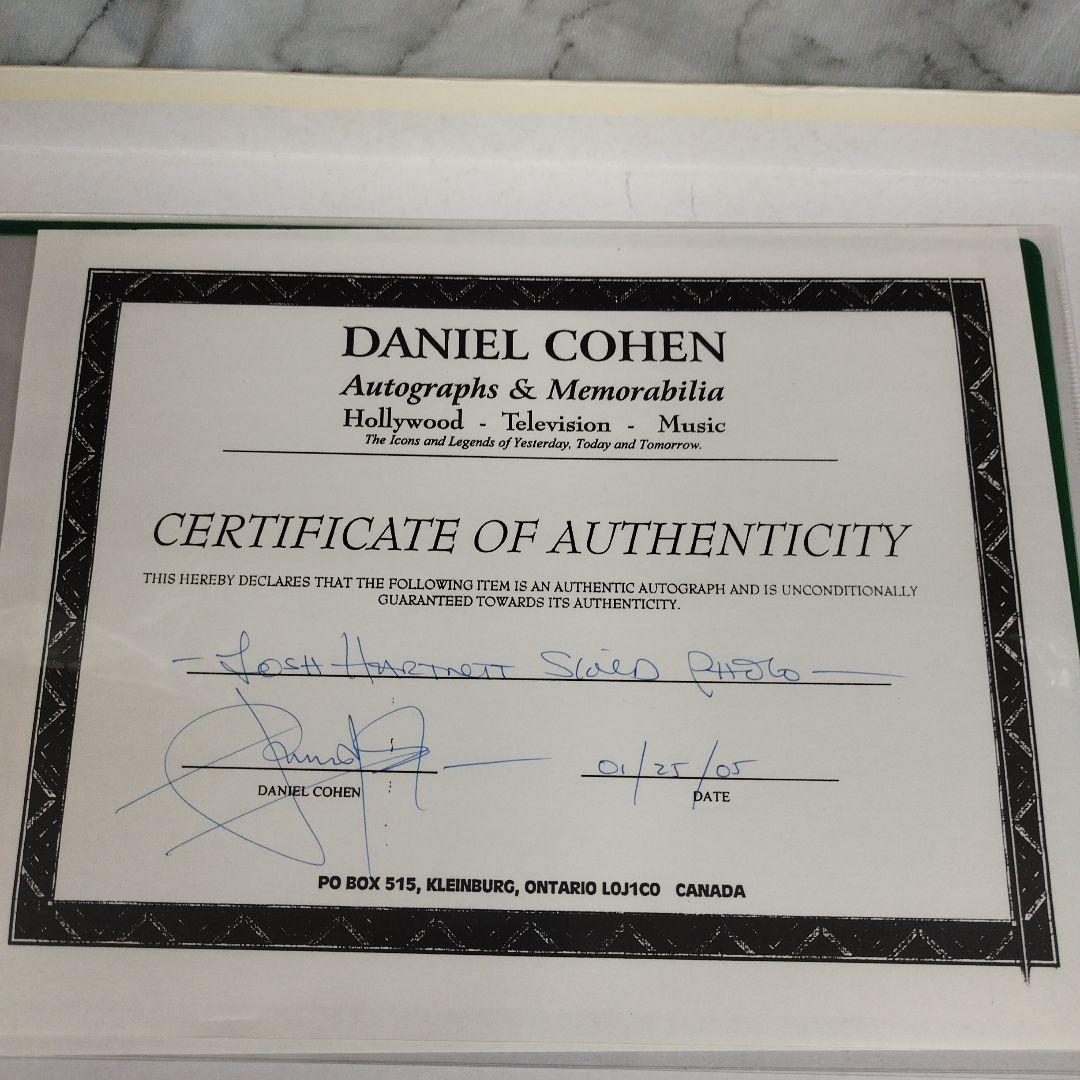 DANIEL COHEN
Autographs & Memorabilia
Hollywood - Television - Music
The Icons and Legends of Yesterday, Today and Tomorrow.
CERTIFICATE OF AUTHENTICITY
THIS HEREBY DECLARES THAT THE FOLLOWING ITEM IS AN AUTHENTIC AUTOGRAPH AND IS UNCONDITIONALLY
GUARANTEED TOWARDS ITS AUTHENTICITY.
- JOSH HARTNETT SIGNED PHOTO -
01/25/05
DANIEL COHEN DATE
PO BOX 515, KLEINBURG, ONTARIO L0J1C0 CANADA